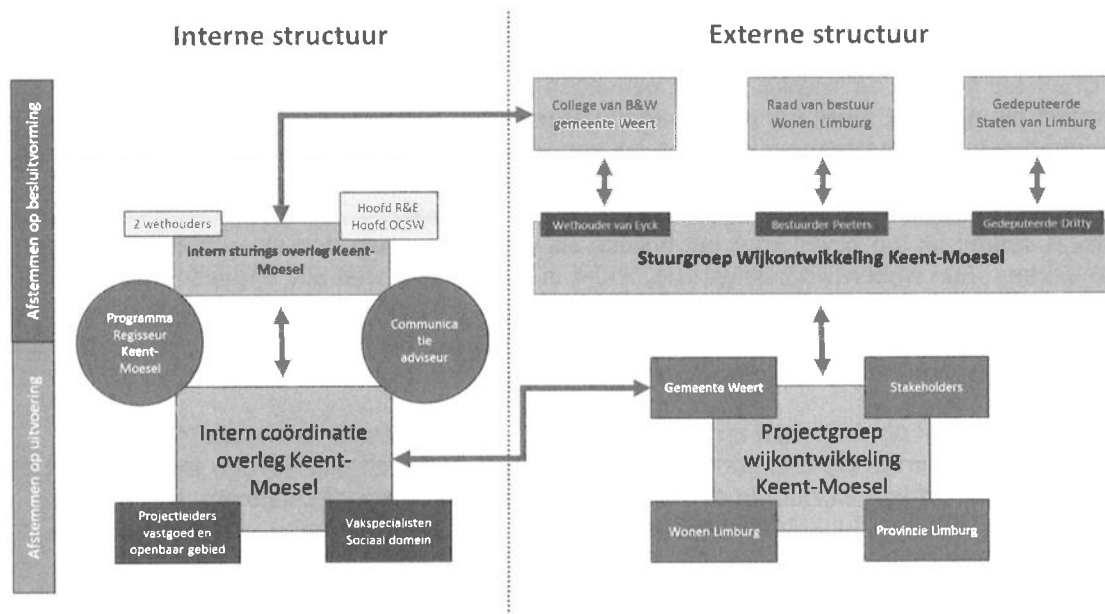 Interne structuur
Externe structuur
Afstemmen op besluitvorming
Afstemmen op uitvoering
College van B&W
gemeente Weert
Raad van bestuur
Wonen Limburg
Gedeputeerde
Staten van Limburg
2 wethouders
Hoofd R&E
Hoofd OCSW
Intern sturings overleg Keent-
Moesel
Wethouder van Eyck
Bestuurder Peeters
Gedeputeerde Dritty
Stuurgroep Wijkontwikkeling Keent-Moesel
Programma
Regisseur
Keent-
Moesel
Communica
tie
adviseur
Intern coördinatie
overleg Keent-
Moesel
Projectleiders
vastgoed en
openbaar gebied
Vakspecialisten
Sociaal domein
Gemeente Weert
Stakeholders
Projectgroep
wijkontwikkeling
Keent-Moesel
Wonen Limburg
Provincie Limburg